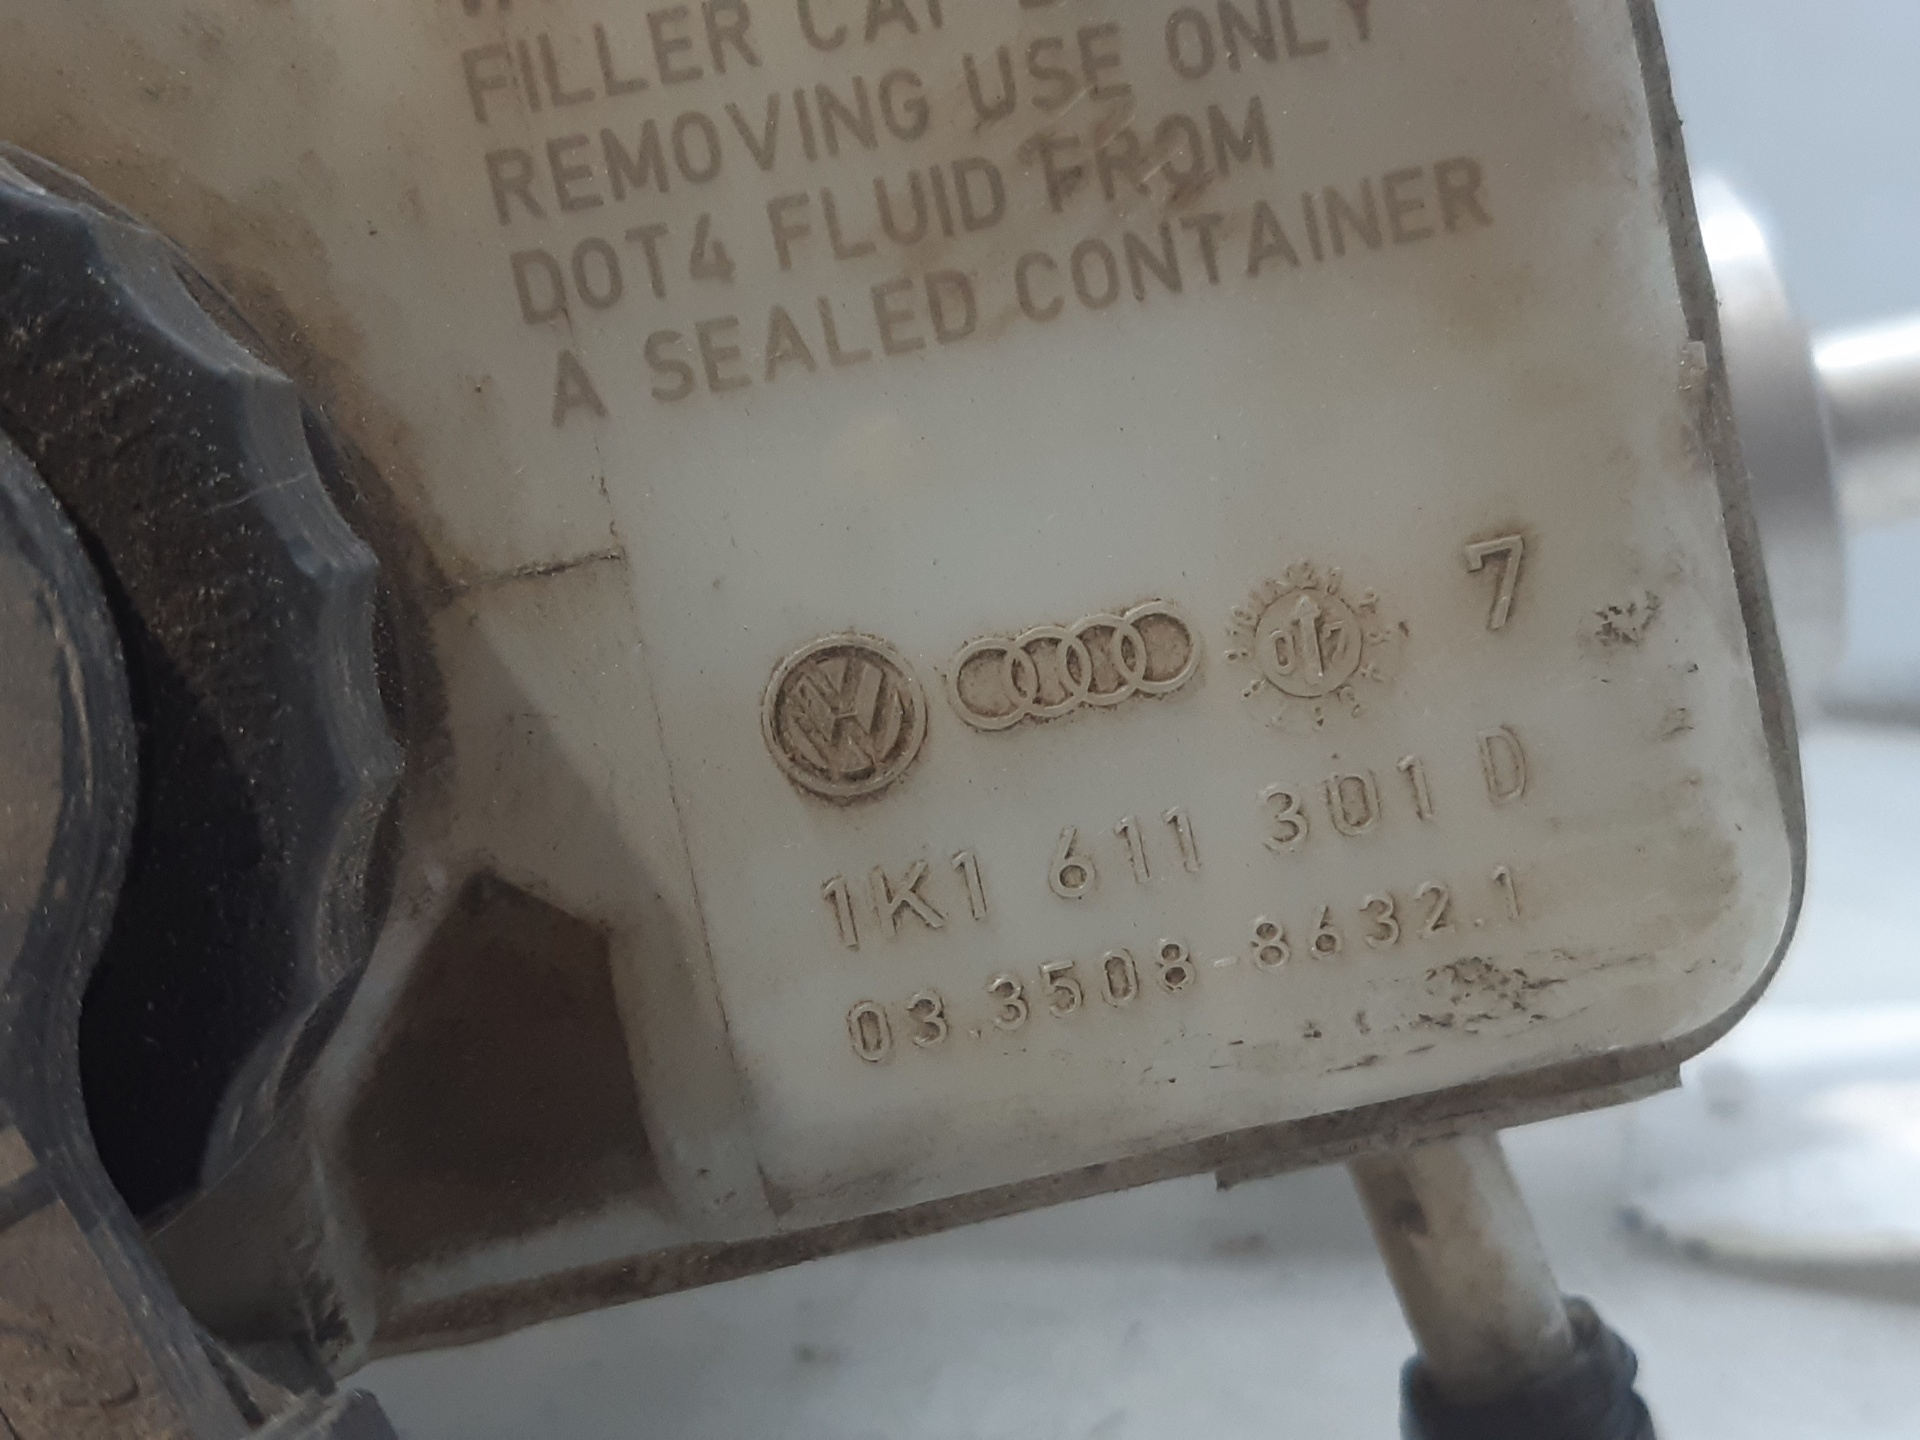 FILLER CAP
REMOVING USE ONLY
DOT4 FLUID FROM
A SEALED CONTAINER
7
1K1 611 301 D
03.3508-8632.1